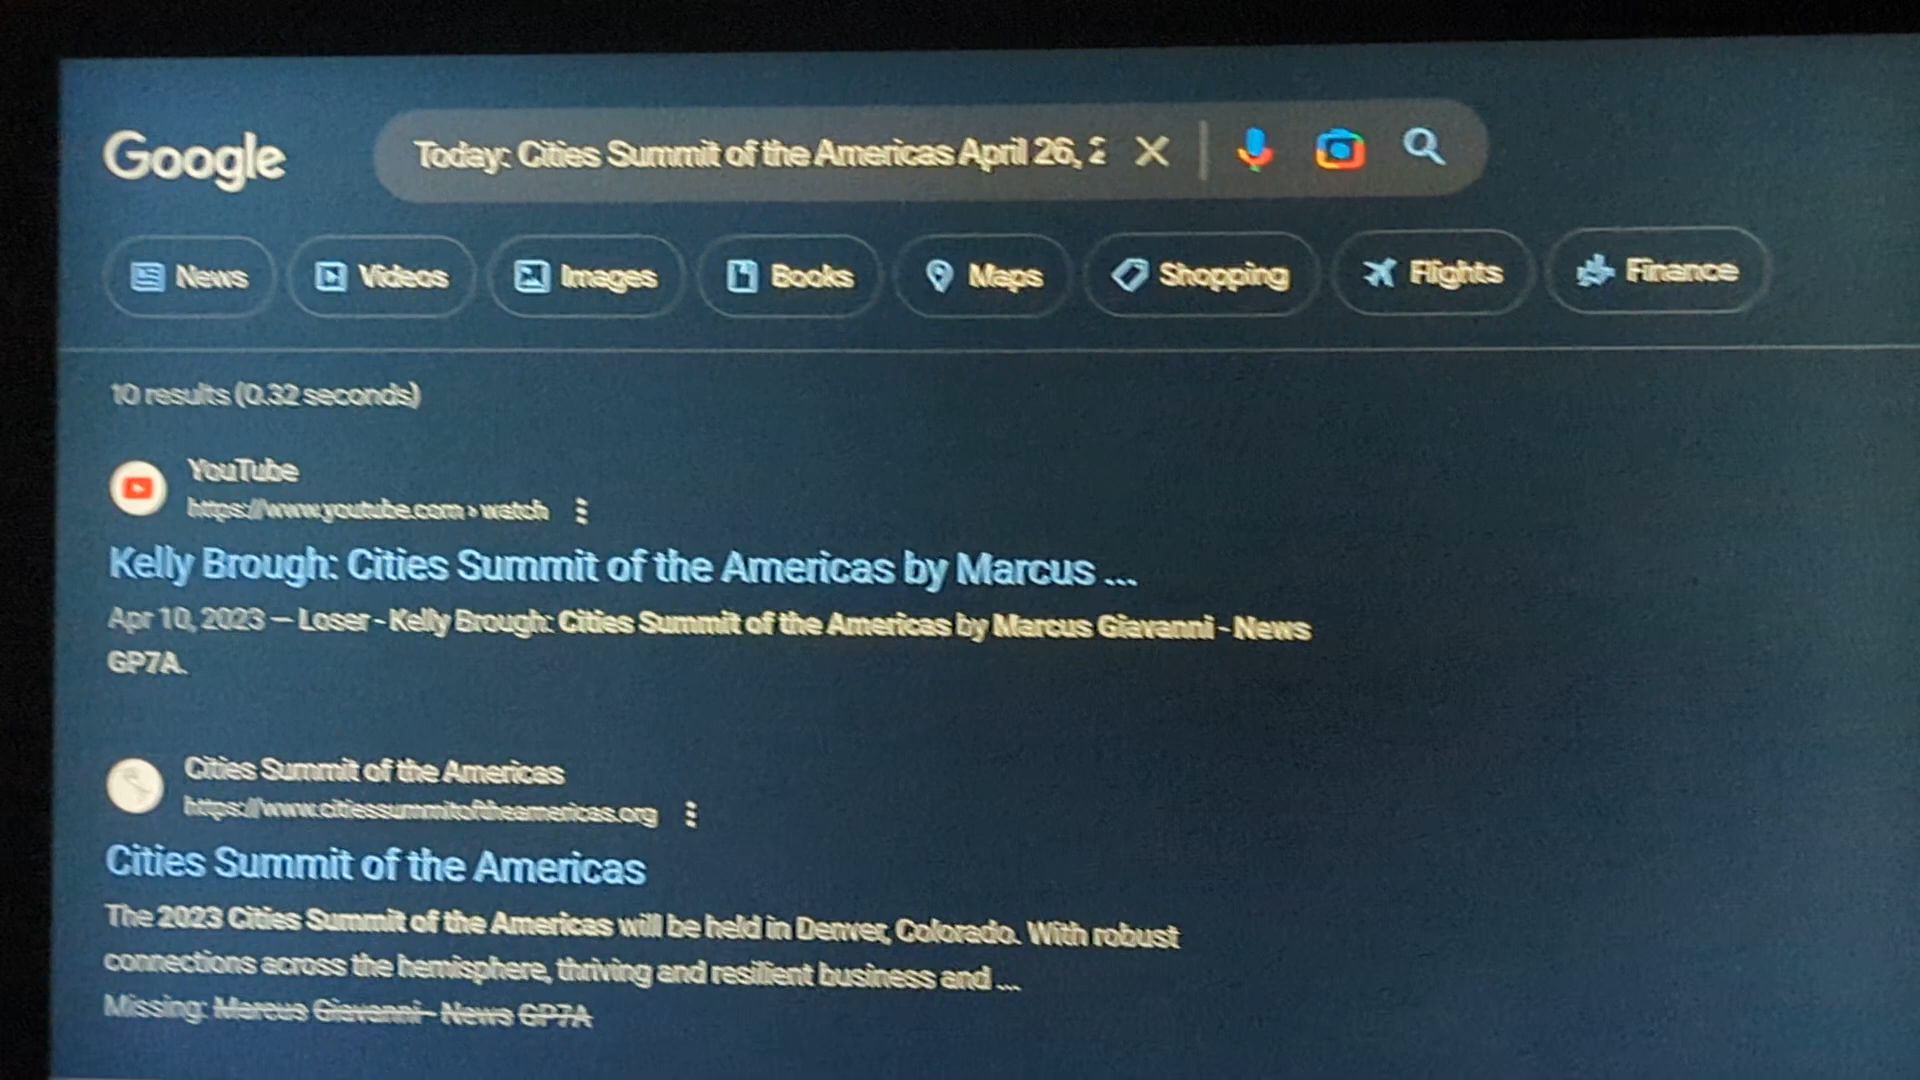 Google
Today: Cities Summit of the Americas April 26, 2
News Videos Images Books Maps Shopping Flights Finance
10 results (0.32 seconds)
YouTube
https://www.youtube.com › watch
Kelly Brough: Cities Summit of the Americas by Marcus ...
Apr 10, 2023 — Loser - Kelly Brough: Cities Summit of the Americas by Marcus Giavanni - News
GP7A.
Cities Summit of the Americas
https://www.citiessummitoftheamericas.org
Cities Summit of the Americas
The 2023 Cities Summit of the Americas will be held in Denver, Colorado. With robust
connections across the hemisphere, thriving and resilient business and ...
Missing: Marcus Giavanni- News GP7A